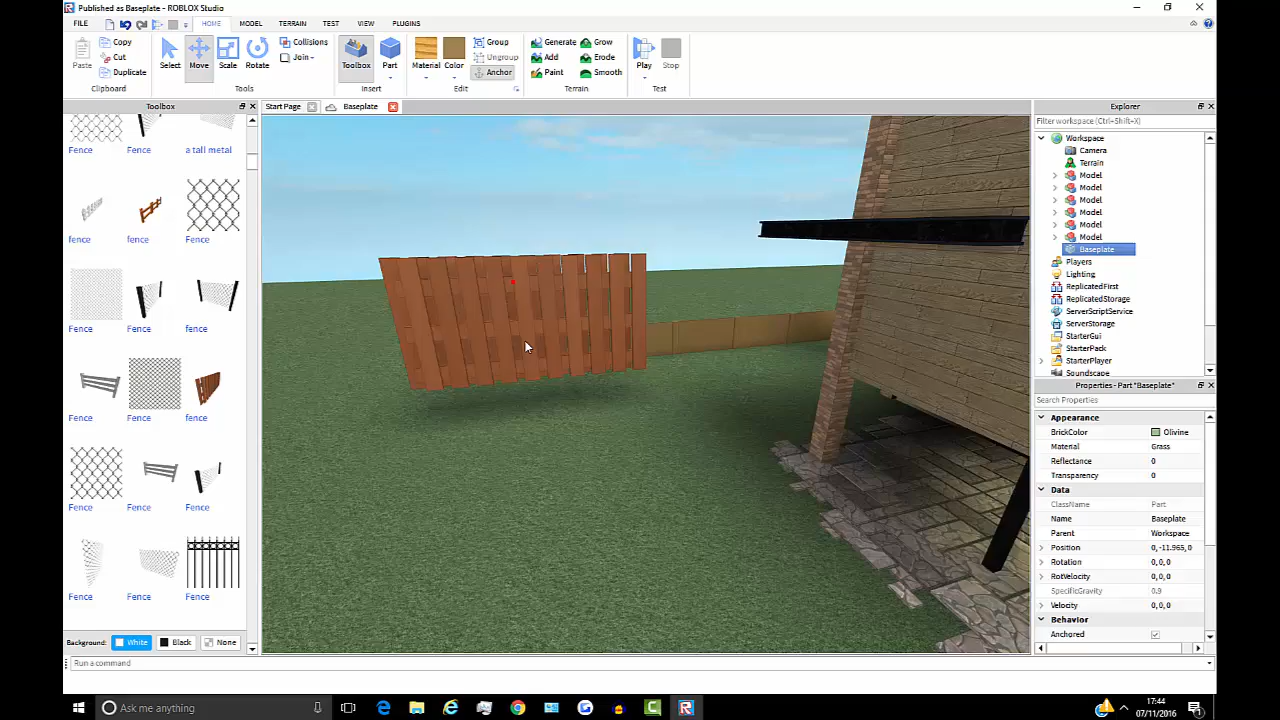 Published as Baseplate - ROBLOX Studio
FILE HOME MODEL TERRAIN TEST VIEW PLUGINS
Paste Copy Cut Duplicate Select Move Scale Rotate Collisions Join Toolbox Part Material Color Group Ungroup Anchor Generate Add Paint Grow Erode Smooth Play Stop
Clipboard Tools Insert Edit Terrain Test
Toolbox Start Page Baseplate Explorer
Filter workspace (Ctrl+Shift+X)
Fence Fence a tall metal
fence fence Fence
Fence Fence fence
Fence Fence fence
Fence Fence Fence
Fence Fence Fence
Background: White Black None
Workspace
Camera
Terrain
Model
Model
Model
Model
Model
Model
Baseplate
Players
Lighting
ReplicatedFirst
ReplicatedStorage
ServerScriptService
ServerStorage
StarterGui
StarterPack
StarterPlayer
Soundscape
Properties - Part "Baseplate"
Search Properties
Appearance
BrickColor Olivine
Material Grass
Reflectance 0
Transparency 0
Data
ClassName Part
Name Baseplate
Parent Workspace
Position 0,-11.965,0
Rotation 0,0,0
RotVelocity 0,0,0
SpecificGravity 0.9
Velocity 0,0,0
Behavior
Anchored
Run a command
Ask me anything
17:44
07/11/2016